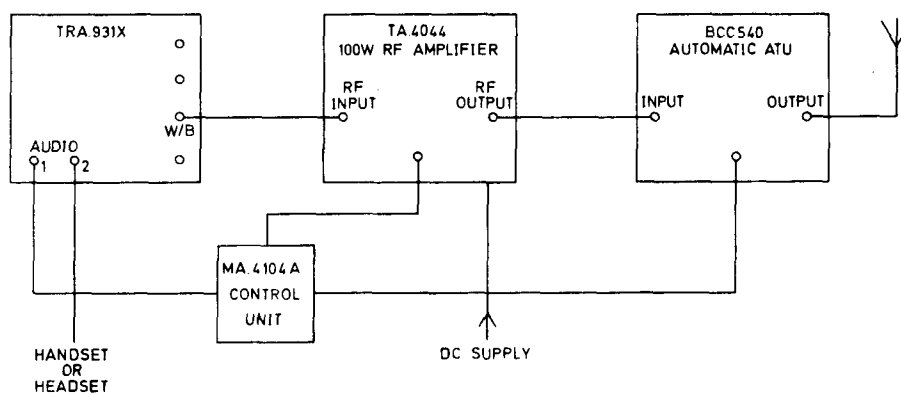 TRA.931X
W/B
AUDIO
1 2
TA.4044
100W RF AMPLIFIER
RF
INPUT
RF
OUTPUT
BCC540
AUTOMATIC ATU
INPUT
OUTPUT
MA.4104A
CONTROL
UNIT
HANDSET
OR
HEADSET
DC SUPPLY